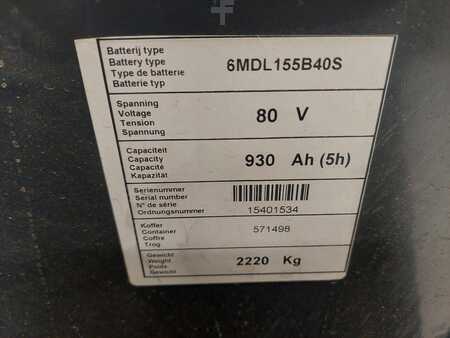 F
Batterij type
Battery type
Type de batterie
Batterie typ
6MDL155B40S
Spanning
Voltage
Tension
Spannung
80 V
Capaciteit
Capacity
Capacité
Kapazität
930 Ah (5h)
Serienummer
Serial number
N° de série
Ordnungsnummer
15401534
Koffer
Container
Coffre
Trog
571498
Gewicht
Weight
Poids
Gewicht
2220 Kg